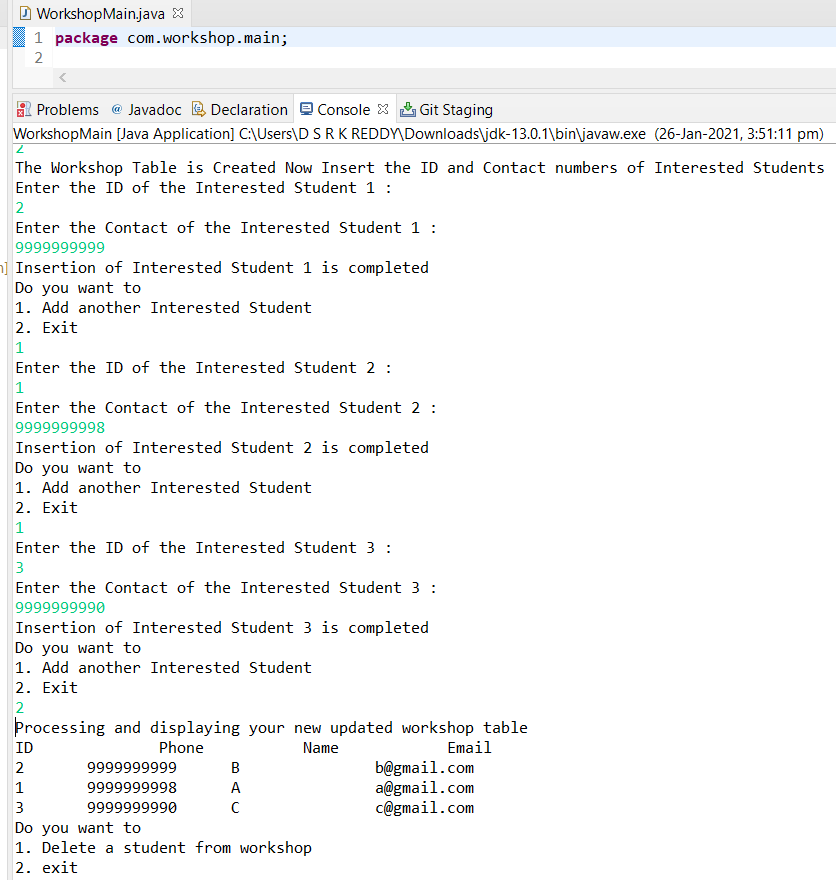 WorkshopMain.java
1 package com.workshop.main;
2
Problems @ Javadoc Declaration Console Git Staging
WorkshopMain [Java Application] C:\Users\D S R K REDDY\Downloads\jdk-13.0.1\bin\javaw.exe (26-Jan-2021, 3:51:11 pm)
2
The Workshop Table is Created Now Insert the ID and Contact numbers of Interested Students
Enter the ID of the Interested Student 1 :
2
Enter the Contact of the Interested Student 1 :
9999999999
Insertion of Interested Student 1 is completed
Do you want to
1. Add another Interested Student
2. Exit
1
Enter the ID of the Interested Student 2 :
1
Enter the Contact of the Interested Student 2 :
9999999998
Insertion of Interested Student 2 is completed
Do you want to
1. Add another Interested Student
2. Exit
1
Enter the ID of the Interested Student 3 :
3
Enter the Contact of the Interested Student 3 :
9999999990
Insertion of Interested Student 3 is completed
Do you want to
1. Add another Interested Student
2. Exit
2
Processing and displaying your new updated workshop table
ID Phone Name Email
2 9999999999 B b@gmail.com
1 9999999998 A a@gmail.com
3 9999999990 C c@gmail.com
Do you want to
1. Delete a student from workshop
2. exit